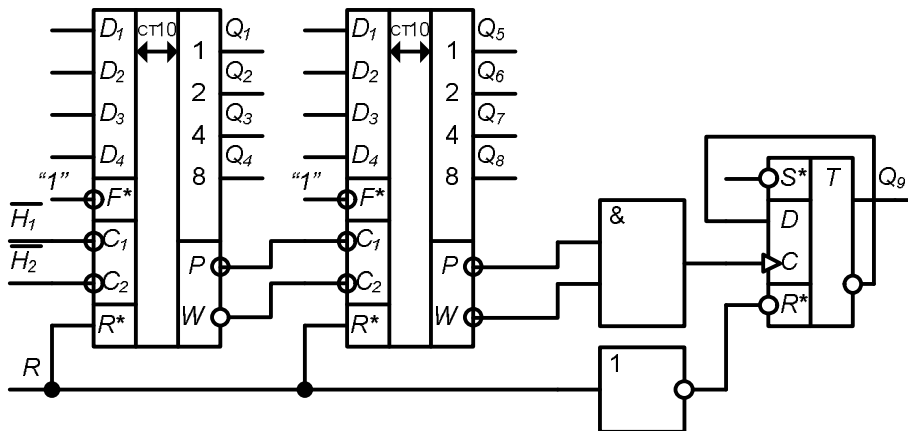 D1 ст10 1 Q1
D2 2 Q2
D3 4 Q3
D4 8 Q4
“1” F*
H1 C1 P
H2 C2 W
R*
D1 ст10 1 Q5
D2 2 Q6
D3 4 Q7
D4 8 Q8
“1” F*
C1 P
C2 W
R*
&
S* T Q9
D
C
R*
R 1